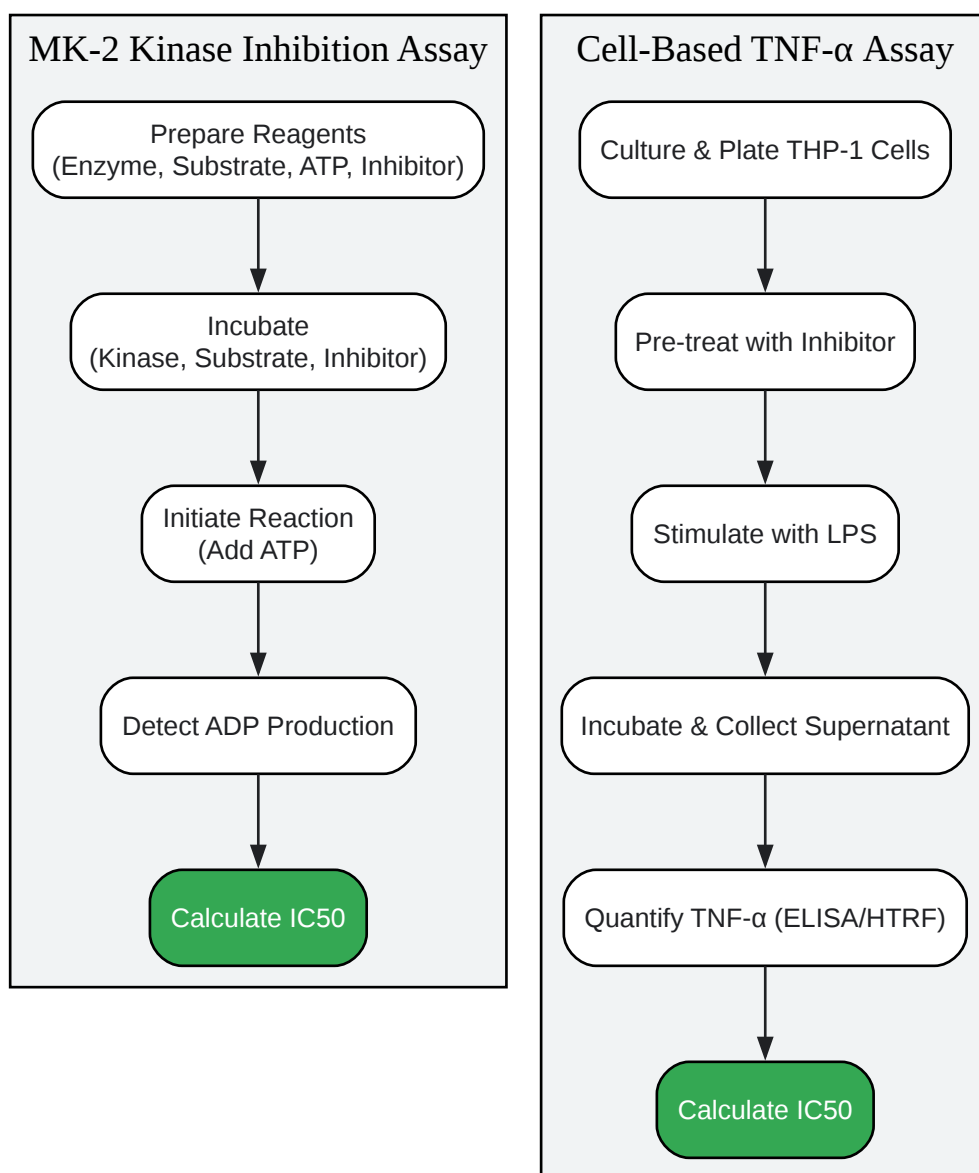 MK-2 Kinase Inhibition Assay
Prepare Reagents
(Enzyme, Substrate, ATP, Inhibitor)
Incubate
(Kinase, Substrate, Inhibitor)
Initiate Reaction
(Add ATP)
Detect ADP Production
Calculate IC50
Cell-Based TNF-α Assay
Culture & Plate THP-1 Cells
Pre-treat with Inhibitor
Stimulate with LPS
Incubate & Collect Supernatant
Quantify TNF-α (ELISA/HTRF)
Calculate IC50